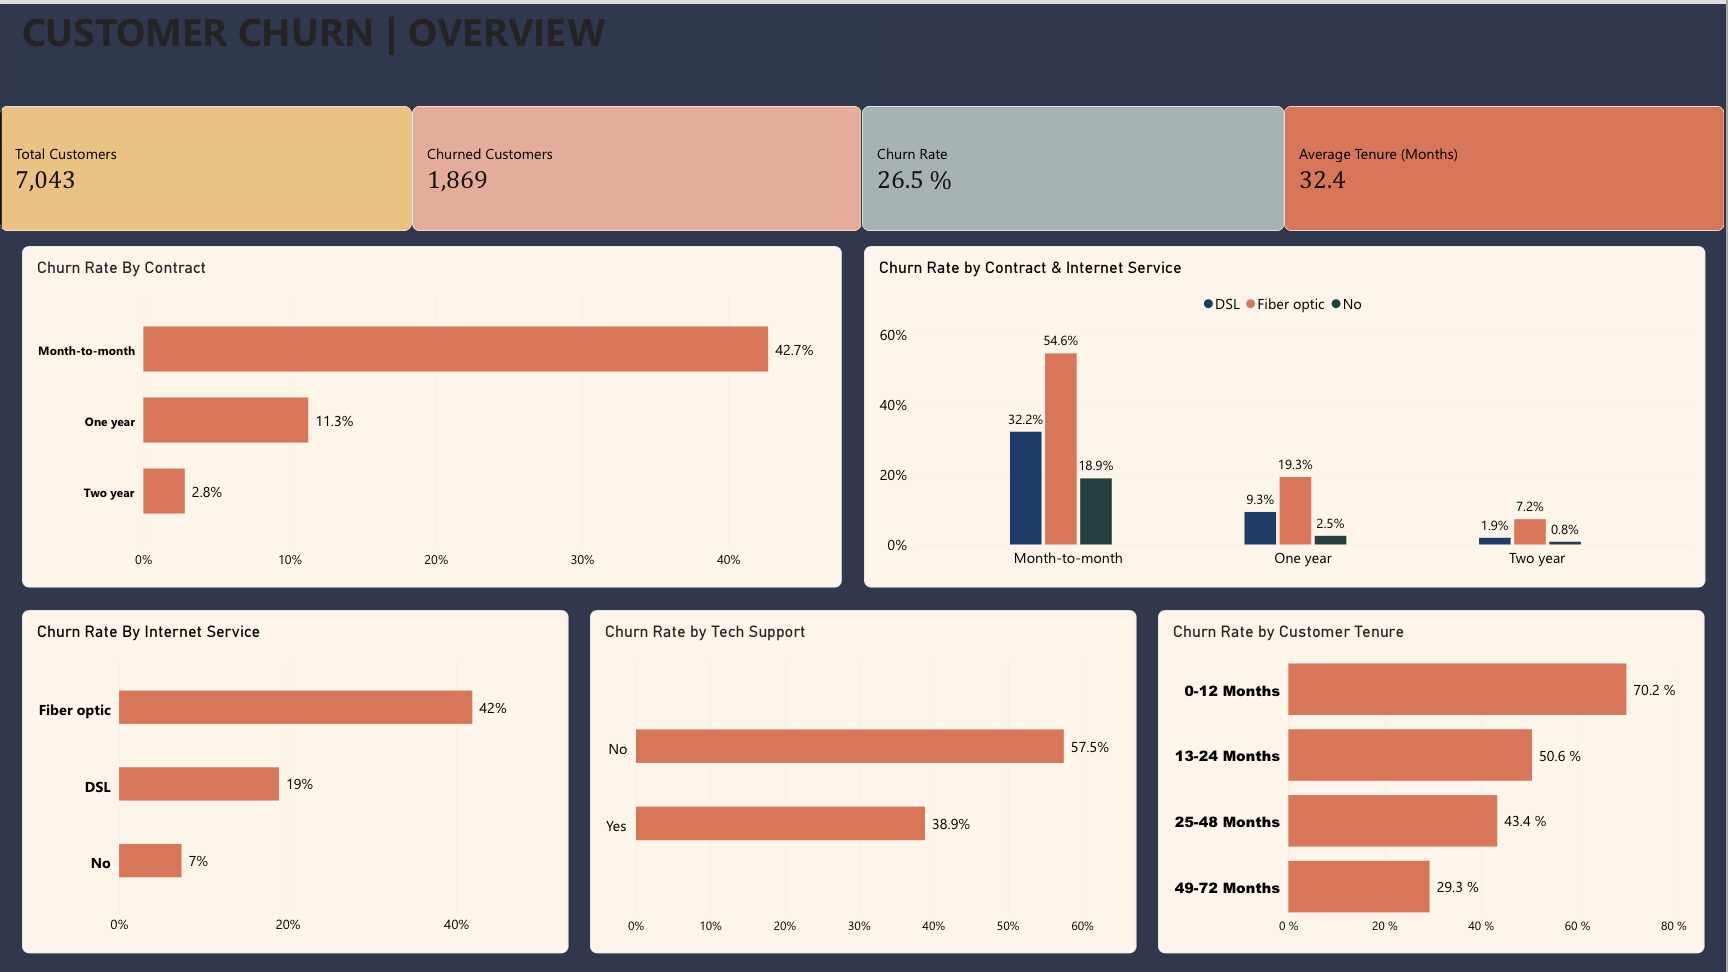 CUSTOMER CHURN | OVERVIEW
Total Customers
7,043
Churned Customers
1,869
Churn Rate
26.5 %
Average Tenure (Months)
32.4
Churn Rate By Contract
Month-to-month 42.7%
One year 11.3%
Two year 2.8%
0% 10% 20% 30% 40%
Churn Rate by Contract & Internet Service
DSL Fiber optic No
60%
40%
20%
0%
32.2% 54.6% 18.9%
9.3% 19.3% 2.5%
1.9% 7.2% 0.8%
Month-to-month One year Two year
Churn Rate By Internet Service
Fiber optic 42%
DSL 19%
No 7%
0% 20% 40%
Churn Rate by Tech Support
No 57.5%
Yes 38.9%
0% 10% 20% 30% 40% 50% 60%
Churn Rate by Customer Tenure
0-12 Months 70.2 %
13-24 Months 50.6 %
25-48 Months 43.4 %
49-72 Months 29.3 %
0 % 20 % 40 % 60 % 80 %